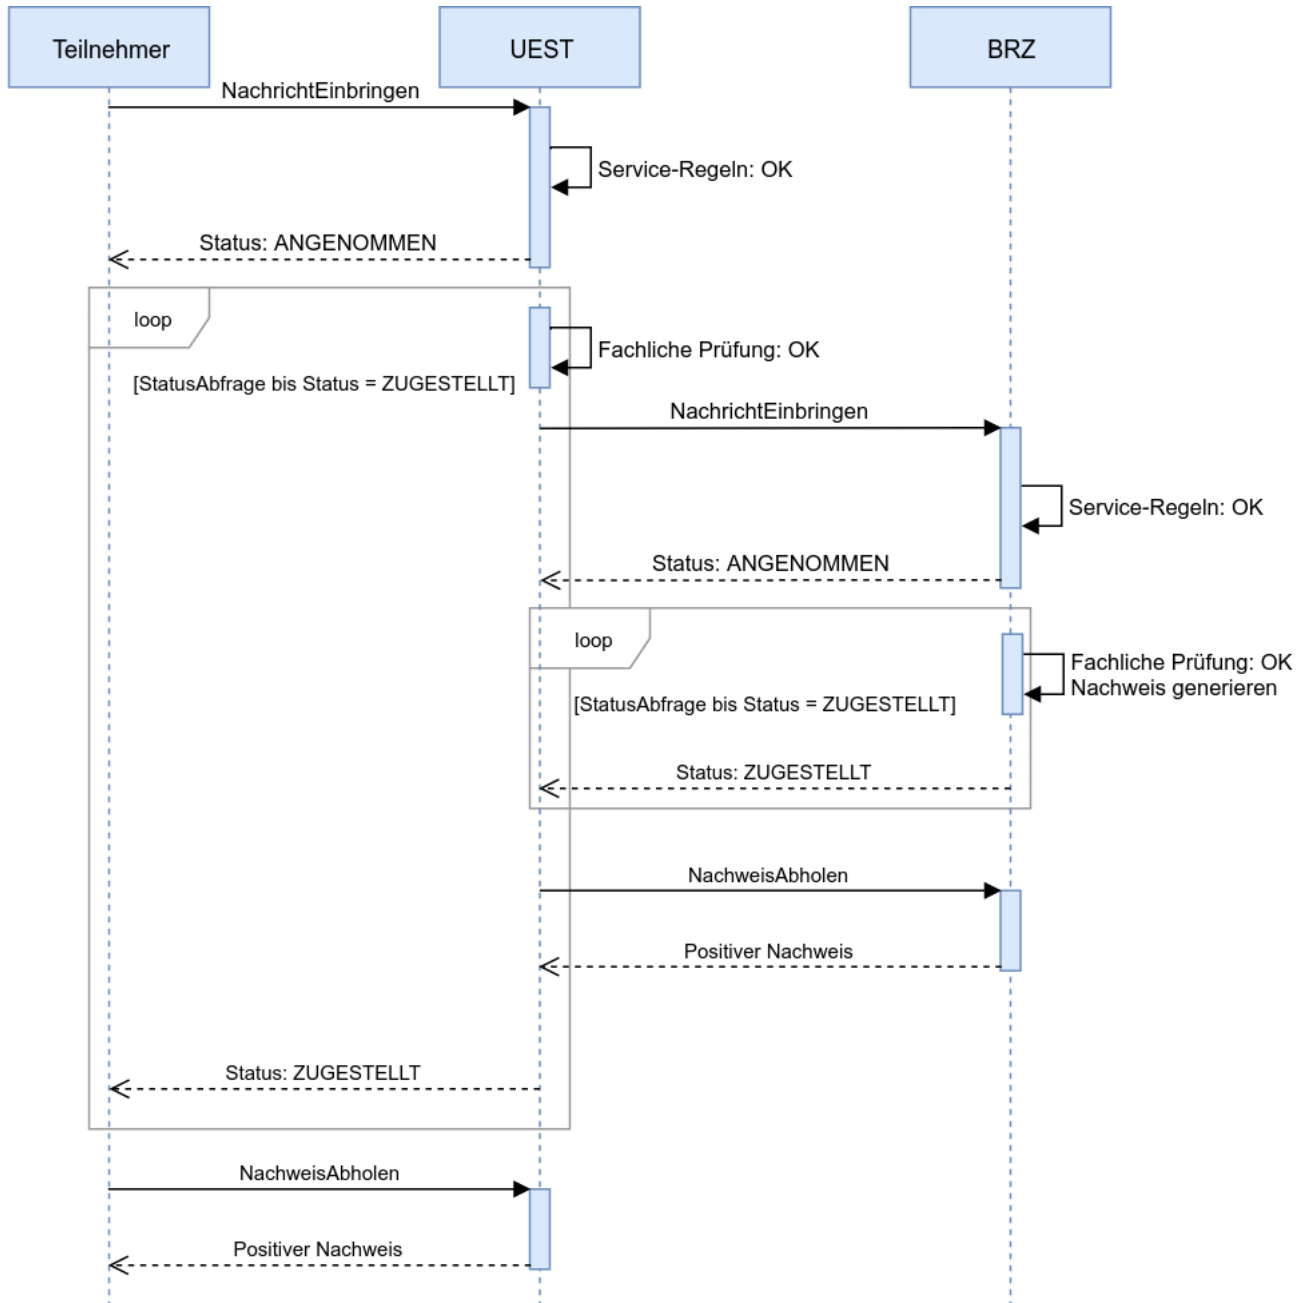 Teilnehmer
UEST
BRZ
NachrichtEinbringen
Service-Regeln: OK
Status: ANGENOMMEN
loop
Fachliche Prüfung: OK
[StatusAbfrage bis Status = ZUGESTELLT]
NachrichtEinbringen
Service-Regeln: OK
Status: ANGENOMMEN
loop
Fachliche Prüfung: OK
Nachweis generieren
[StatusAbfrage bis Status = ZUGESTELLT]
Status: ZUGESTELLT
NachweisAbholen
Positiver Nachweis
Status: ZUGESTELLT
NachweisAbholen
Positiver Nachweis